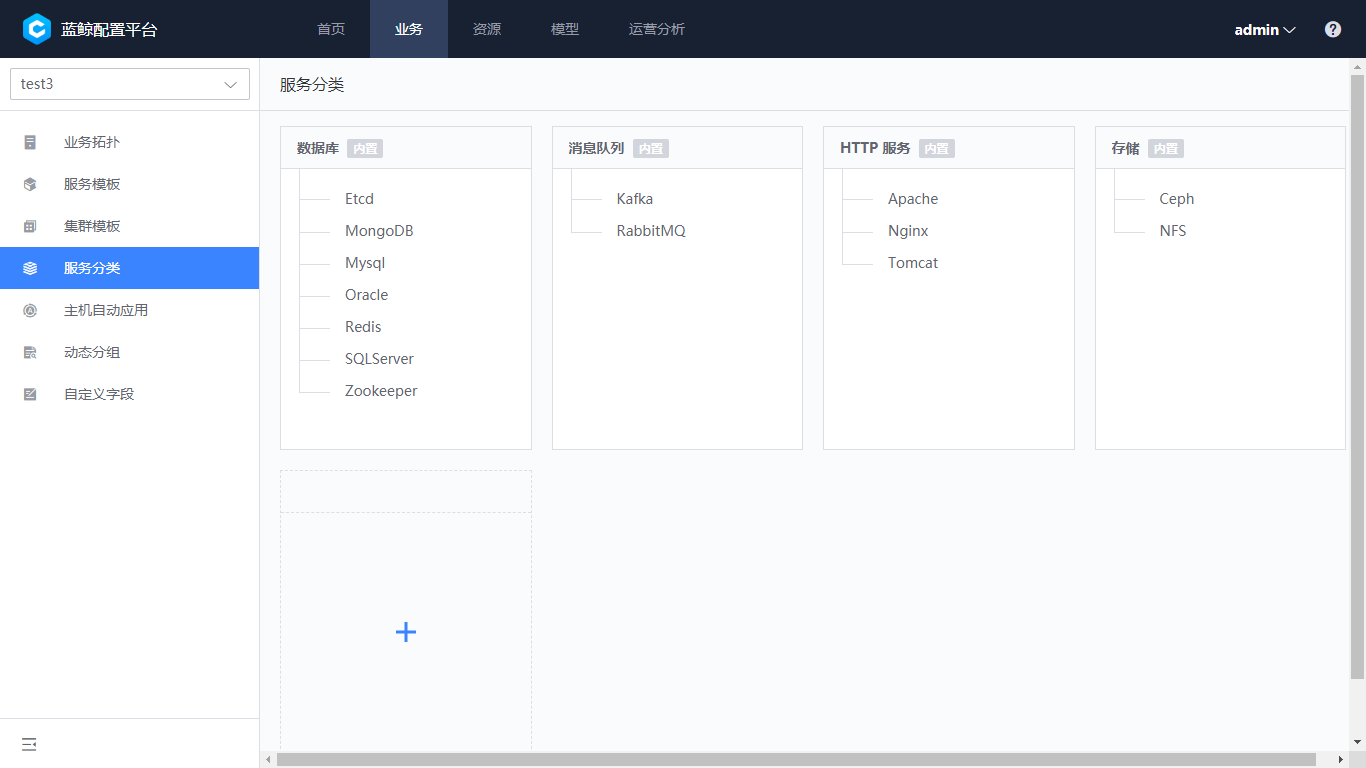 蓝鲸配置平台
首页 业务 资源 模型 运营分析
admin
test3
业务拓扑
服务模板
集群模板
服务分类
主机自动应用
动态分组
自定义字段
服务分类
数据库 内置
Etcd
MongoDB
Mysql
Oracle
Redis
SQLServer
Zookeeper
消息队列 内置
Kafka
RabbitMQ
HTTP 服务 内置
Apache
Nginx
Tomcat
存储 内置
Ceph
NFS